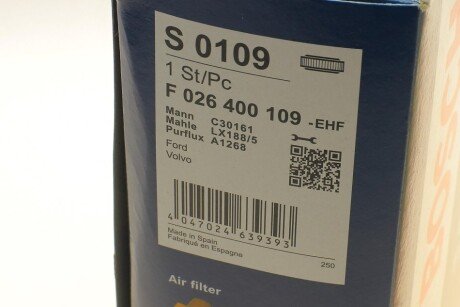 S 0109
1 St/Pc
F 026 400 109 -EHF
Mann C30161
Mahle LX188/5
Purflux A1268
Ford
Volvo
4 047024 639393
Made in Spain
Fabriqué en Espagne
250
Air filter